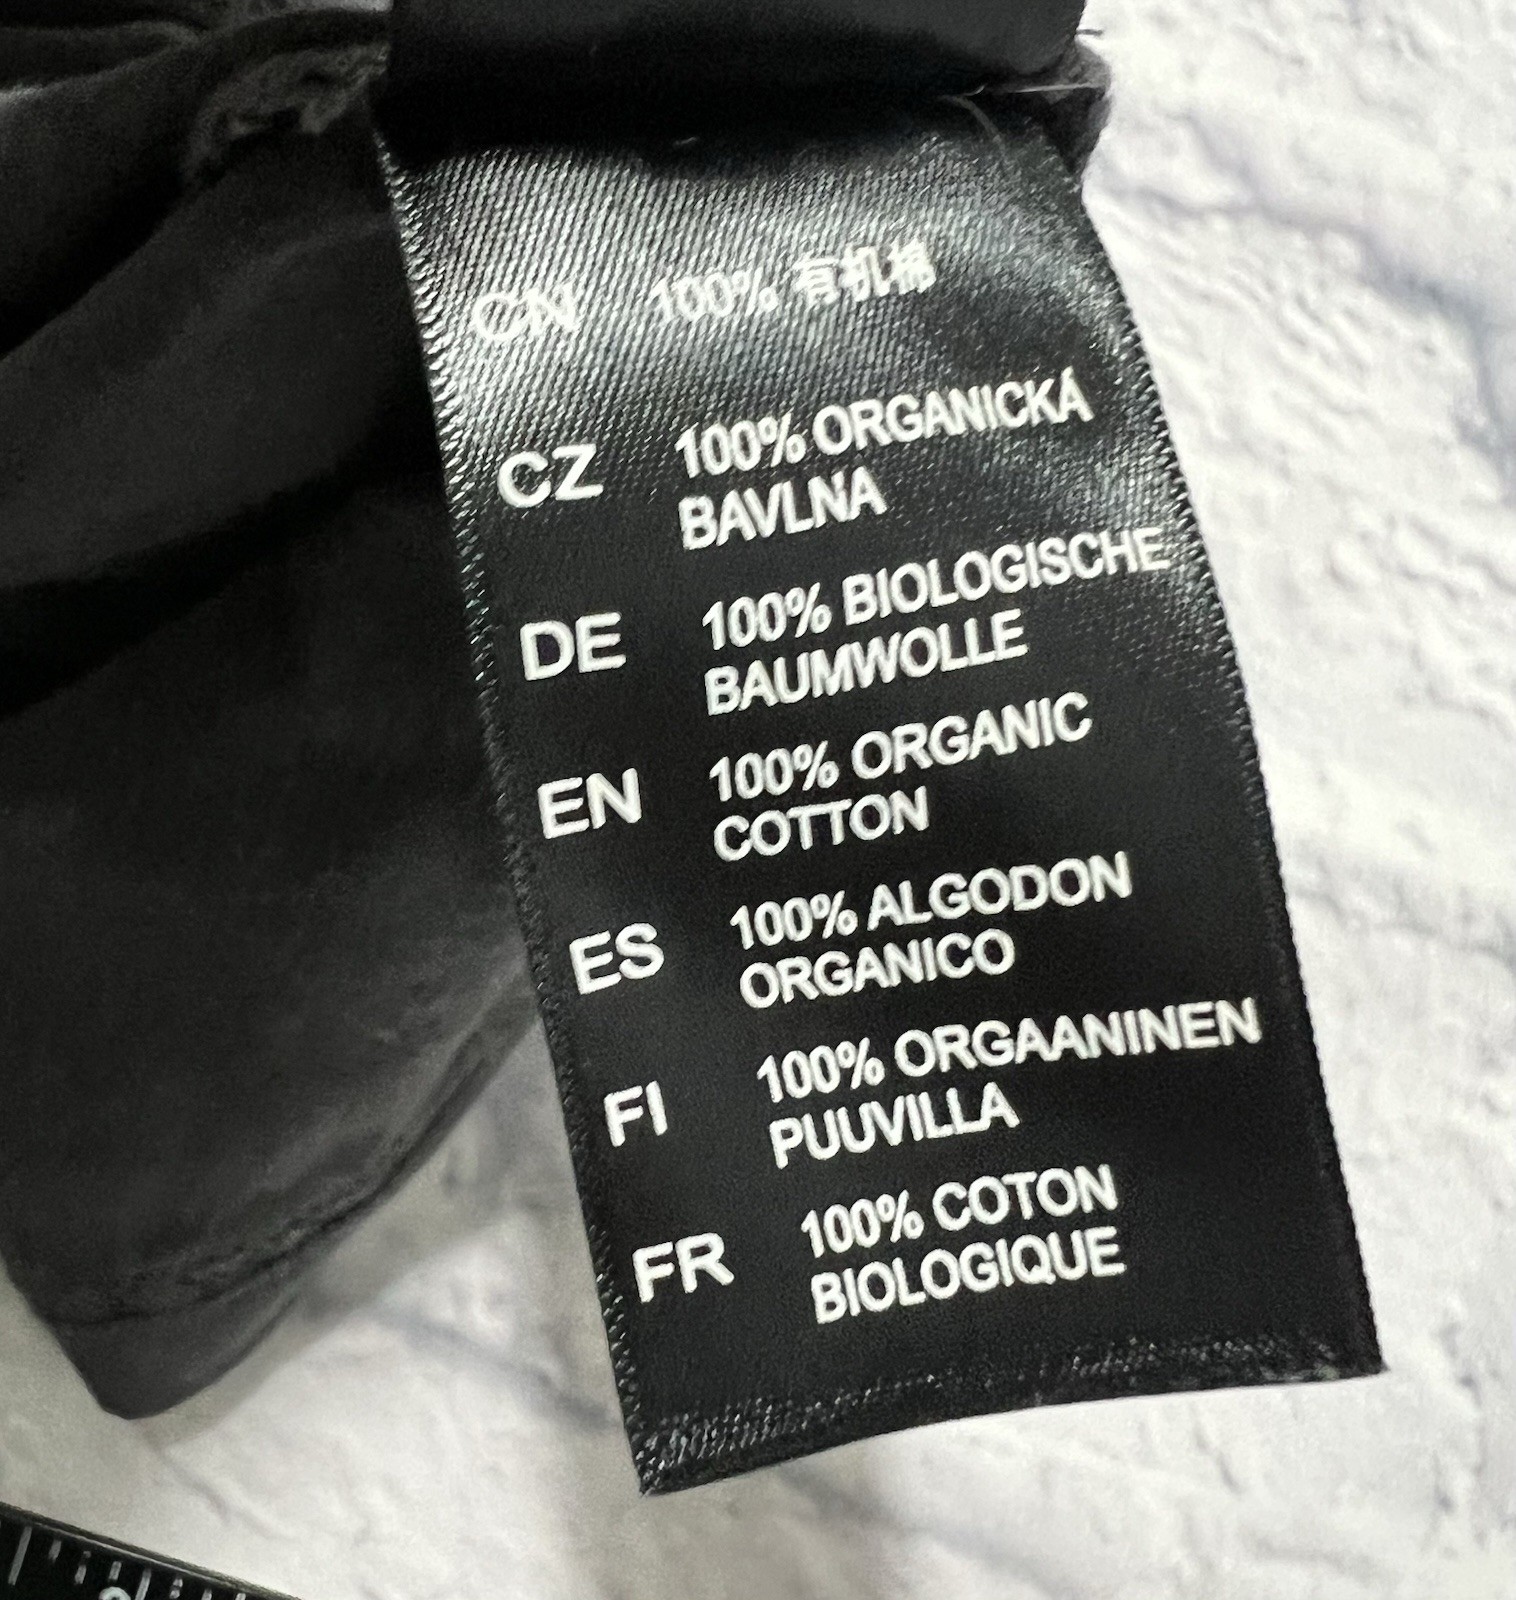 CN 100% 有机棉
CZ 100% ORGANICKÁ
BAVLNA
DE 100% BIOLOGISCHE
BAUMWOLLE
EN 100% ORGANIC
COTTON
ES 100% ALGODON
ORGANICO
FI 100% ORGAANINEN
PUUVILLA
FR 100% COTON
BIOLOGIQUE